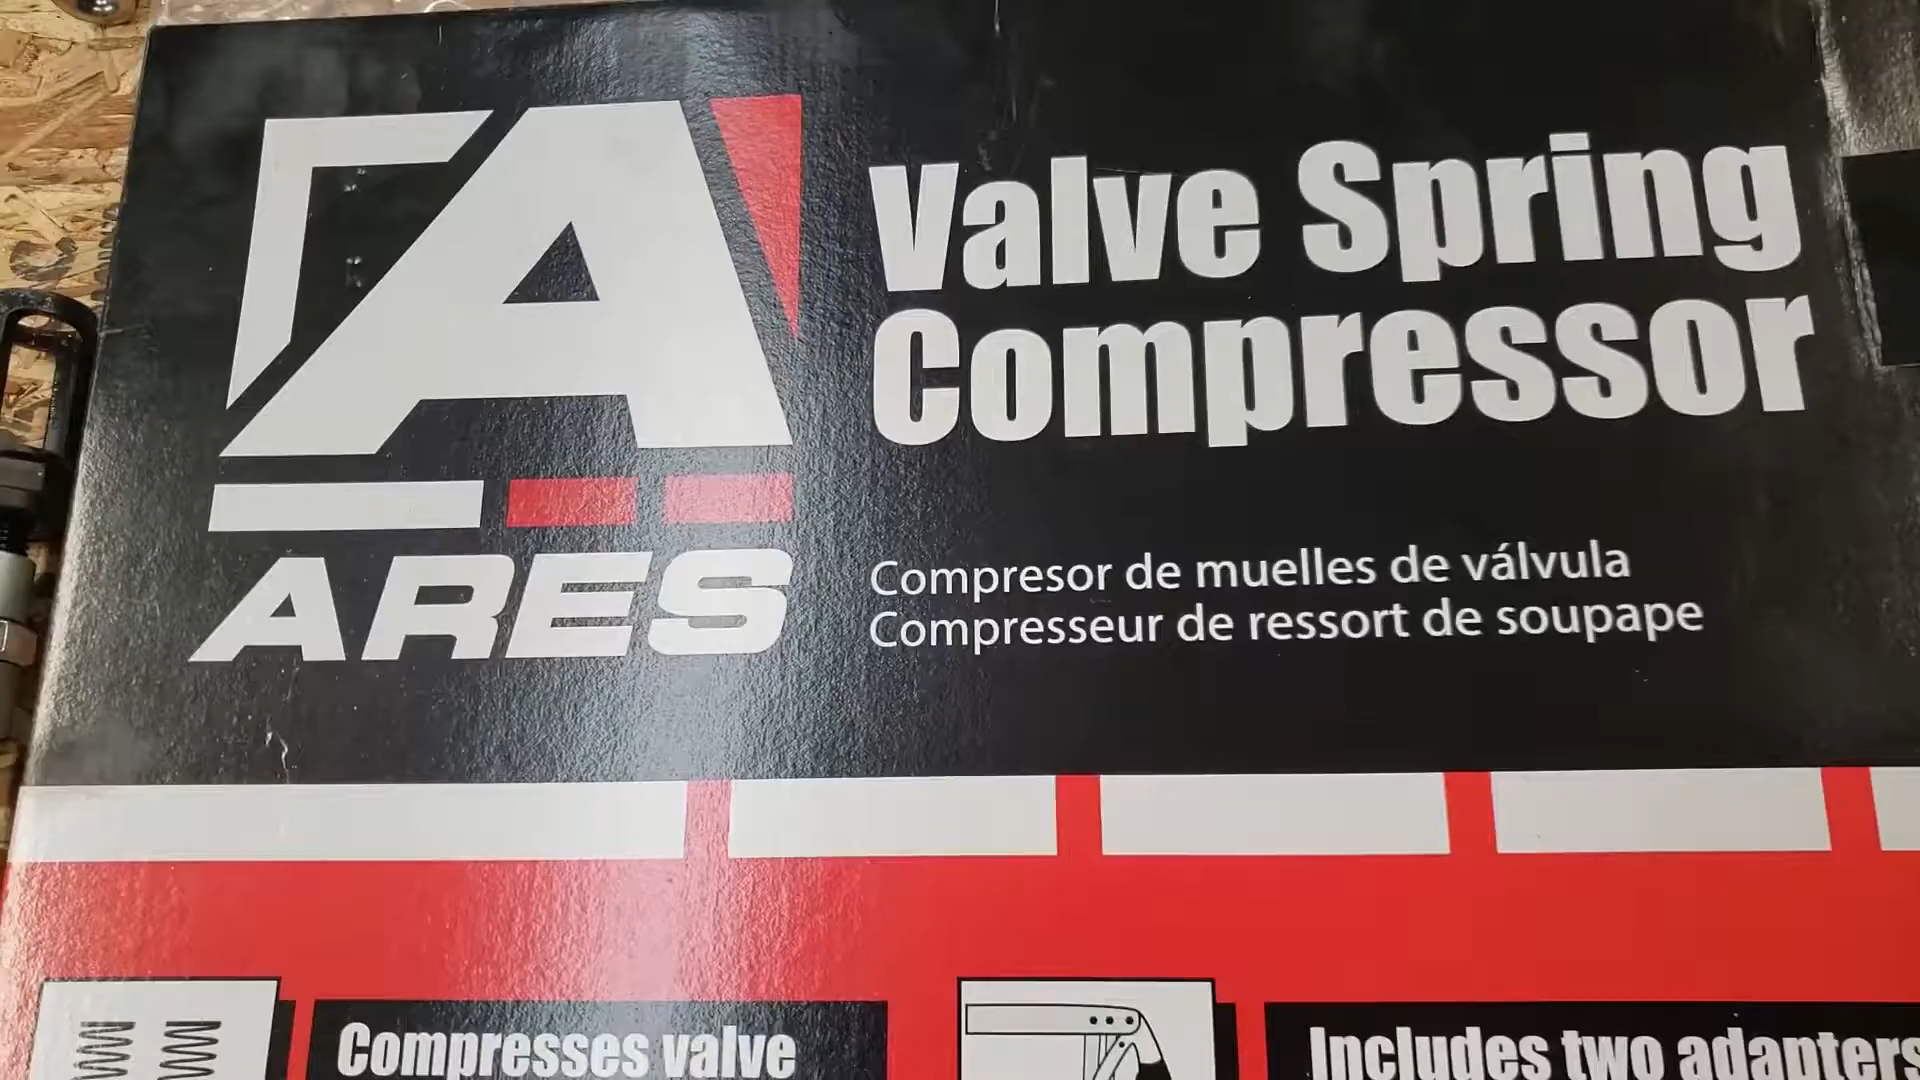 Valve Spring
Compressor
ARES
Compresor de muelles de válvula
Compresseur de ressort de soupape
Compresses valve
Includes two adapters